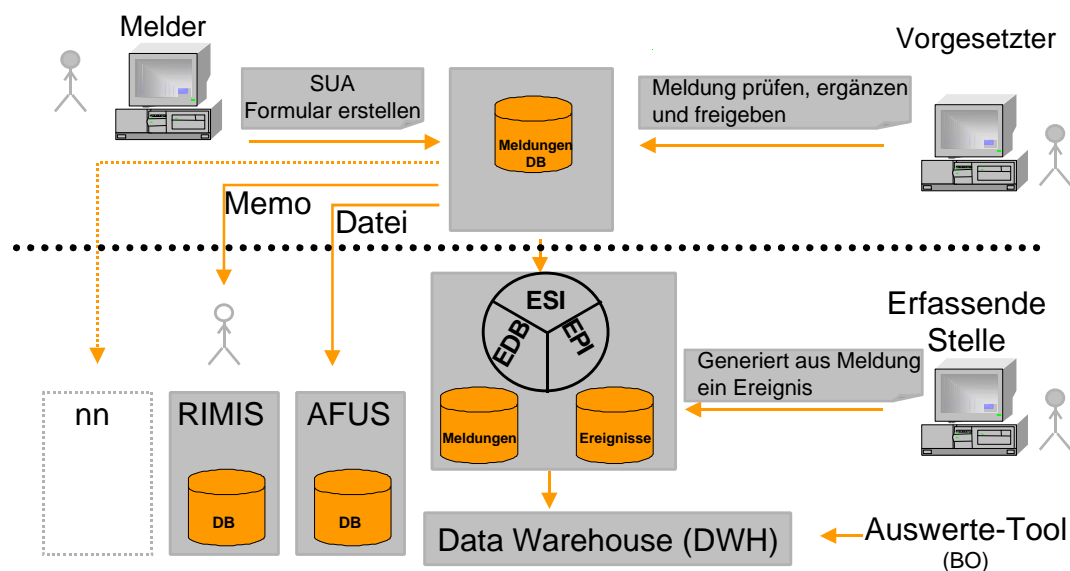 Melder
Vorgesetzter
SUA
Formular erstellen
Meldung prüfen, ergänzen
und freigeben
Meldungen
DB
Memo
Datei
ESI
EDB
EPI
Erfassende
Stelle
Generiert aus Meldung
ein Ereignis
nn
RIMIS
AFUS
Meldungen
Ereignisse
DB
DB
Data Warehouse (DWH)
Auswerte-Tool
(BO)